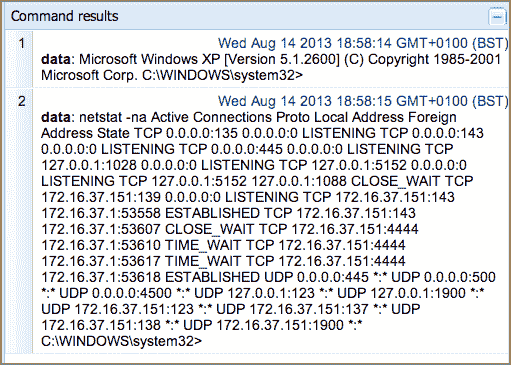 Command results
1 Wed Aug 14 2013 18:58:14 GMT+0100 (BST)
data: Microsoft Windows XP [Version 5.1.2600] (C) Copyright 1985-2001
Microsoft Corp. C:\WINDOWS\system32>
2 Wed Aug 14 2013 18:58:15 GMT+0100 (BST)
data: netstat -na Active Connections Proto Local Address Foreign
Address State TCP 0.0.0.0:135 0.0.0.0:0 LISTENING TCP 0.0.0.0:143
0.0.0.0:0 LISTENING TCP 0.0.0.0:445 0.0.0.0:0 LISTENING TCP
127.0.0.1:1028 0.0.0.0:0 LISTENING TCP 127.0.0.1:5152 0.0.0.0:0
LISTENING TCP 127.0.0.1:5152 127.0.0.1:1088 CLOSE_WAIT TCP
172.16.37.151:139 0.0.0.0:0 LISTENING TCP 172.16.37.151:143
172.16.37.1:53558 ESTABLISHED TCP 172.16.37.151:143
172.16.37.1:53607 CLOSE_WAIT TCP 172.16.37.151:4444
172.16.37.1:53610 TIME_WAIT TCP 172.16.37.151:4444
172.16.37.1:53617 TIME_WAIT TCP 172.16.37.151:4444
172.16.37.1:53618 ESTABLISHED UDP 0.0.0.0:445 *:* UDP 0.0.0.0:500
*:* UDP 0.0.0.0:4500 *:* UDP 127.0.0.1:123 *:* UDP 127.0.0.1:1900 *:*
UDP 172.16.37.151:123 *:* UDP 172.16.37.151:137 *:* UDP
172.16.37.151:138 *:* UDP 172.16.37.151:1900 *:*
C:\WINDOWS\system32>